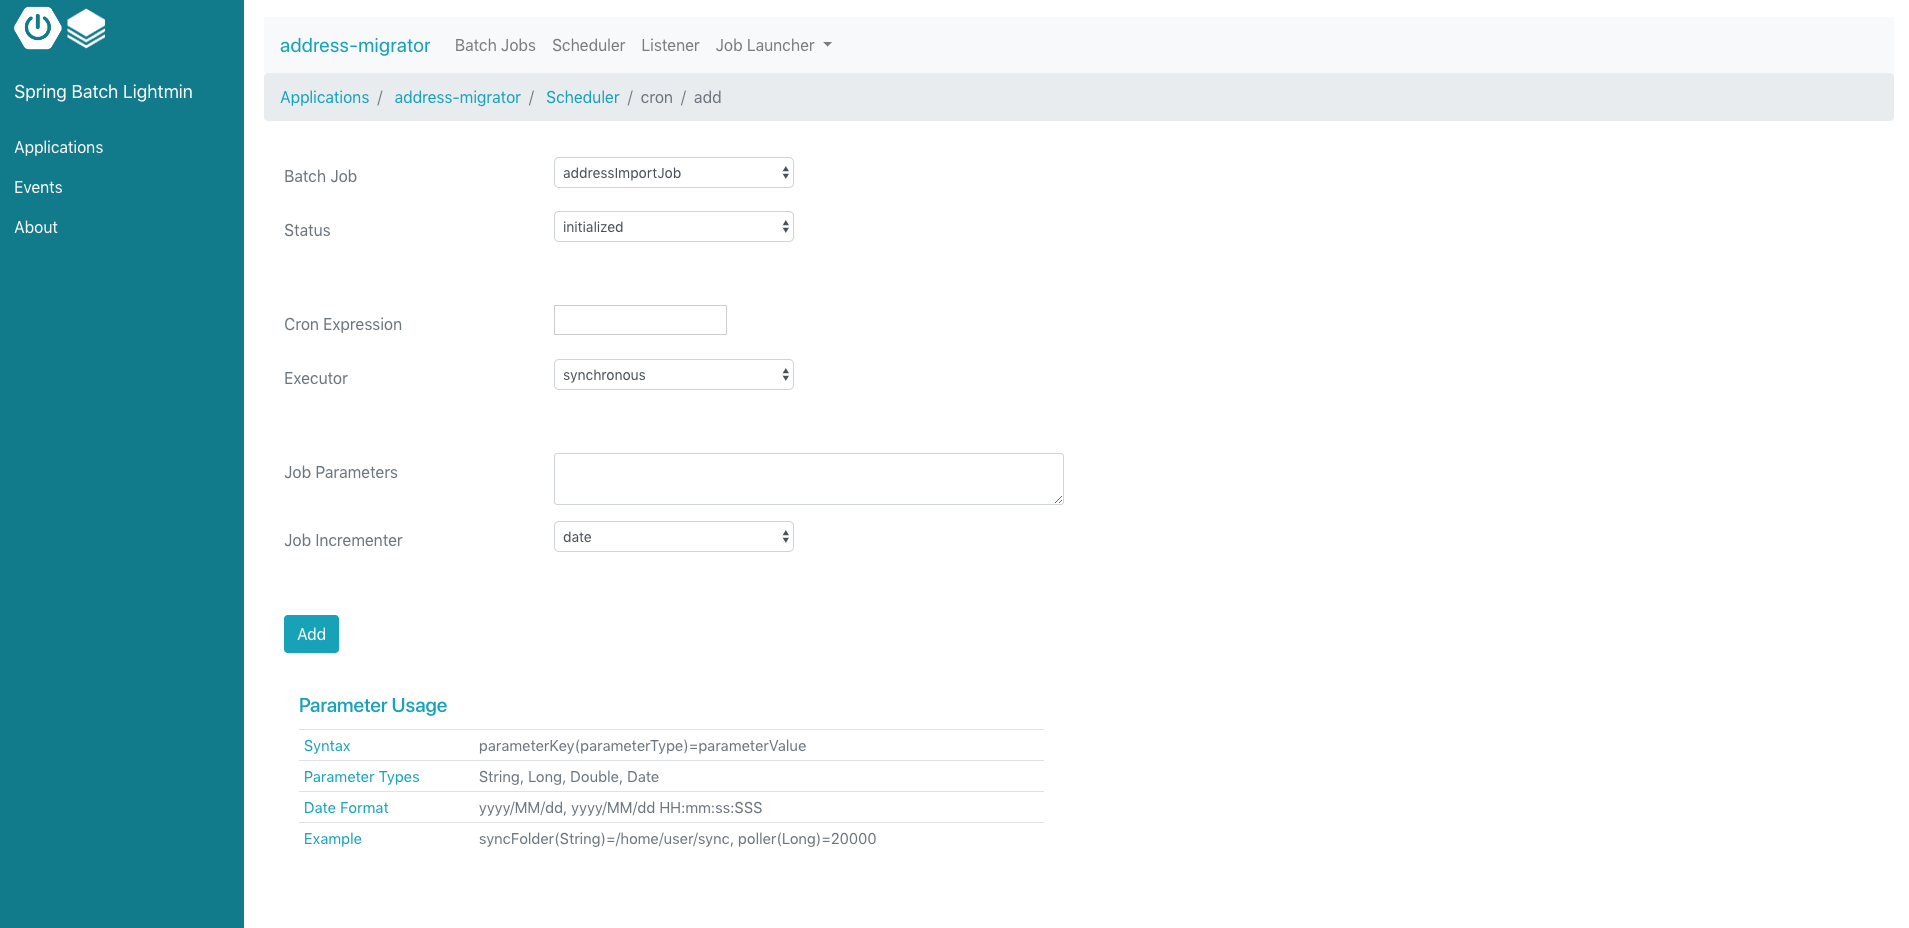 Spring Batch Lightmin
Applications
Events
About
address-migrator Batch Jobs Scheduler Listener Job Launcher
Applications / address-migrator / Scheduler / cron / add
Batch Job addressImportJob
Status initialized
Cron Expression
Executor synchronous
Job Parameters
Job Incrementer date
Add
Parameter Usage
Syntax parameterKey(parameterType)=parameterValue
Parameter Types String, Long, Double, Date
Date Format yyyy/MM/dd, yyyy/MM/dd HH:mm:ss:SSS
Example syncFolder(String)=/home/user/sync, poller(Long)=20000